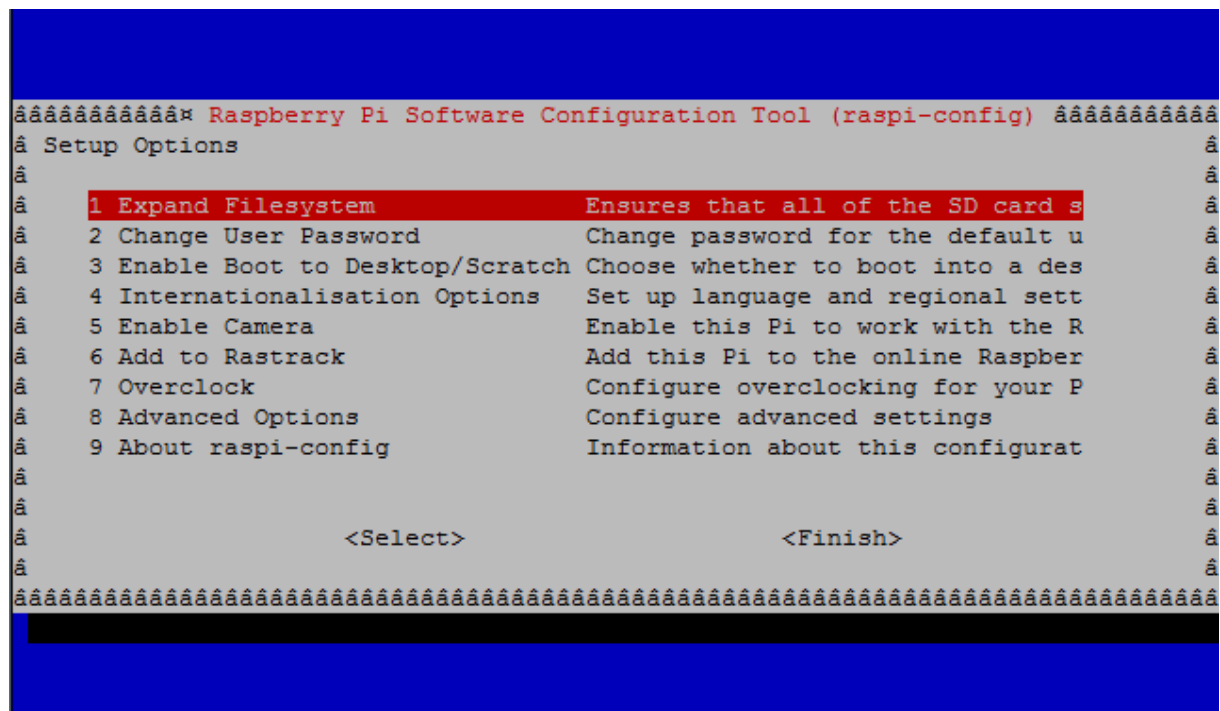 âââââââââââ¤ Raspberry Pi Software Configuration Tool (raspi-config) âââââââââââ
â Setup Options â
â â
â 1 Expand Filesystem Ensures that all of the SD card s â
â 2 Change User Password Change password for the default u â
â 3 Enable Boot to Desktop/Scratch Choose whether to boot into a des â
â 4 Internationalisation Options Set up language and regional sett â
â 5 Enable Camera Enable this Pi to work with the R â
â 6 Add to Rastrack Add this Pi to the online Raspber â
â 7 Overclock Configure overclocking for your P â
â 8 Advanced Options Configure advanced settings â
â 9 About raspi-config Information about this configurat â
â â
â â
â <Select> <Finish> â
â â
ââââââââââââââââââââââââââââââââââââââââââââââââââââââââââââââââââââââââââââââââ